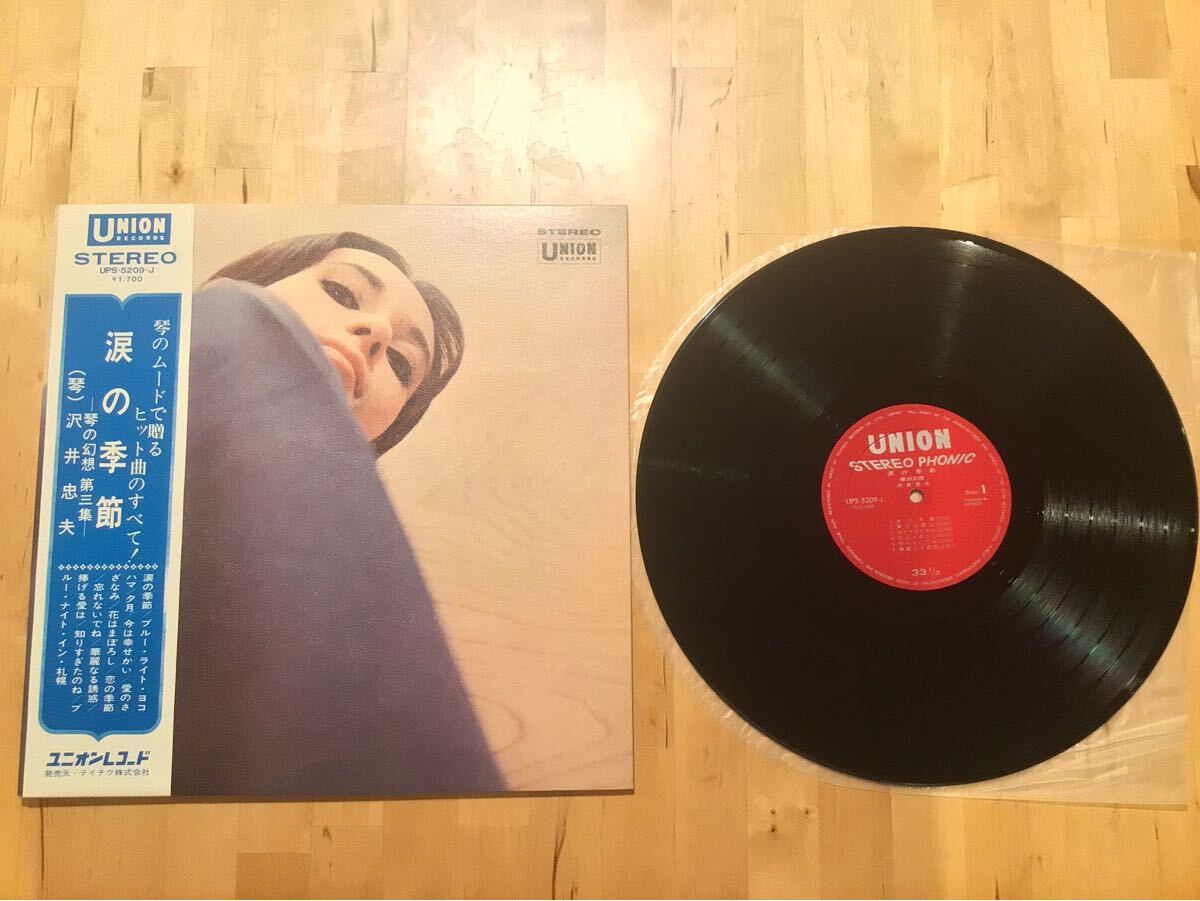 UNION
RECORDS
STEREO
UPS-5209-J
¥1,700
琴のムードで贈る
ヒット曲のすべて!
涙の季節
―琴の幻想 第三集―
(琴) 沢井忠夫
涙の季節/ブルー・ライト・ヨコ
ハマ/夕月/今は幸せかい/愛のさ
ざなみ/花はまぼろし/恋の季節
/忘れないでね/華麗なる誘惑/
捧げる愛は/知りすぎたのね/ブ
ルー・ナイト・イン・札幌
ユニオンレコード
発売元・テイチク株式会社
STEREO
UNION
RECORDS
UNION
STEREO PHONIC
涙の季節
琴の幻想
沢井忠夫
UPS-5209-J
Side: 1
33 1/3